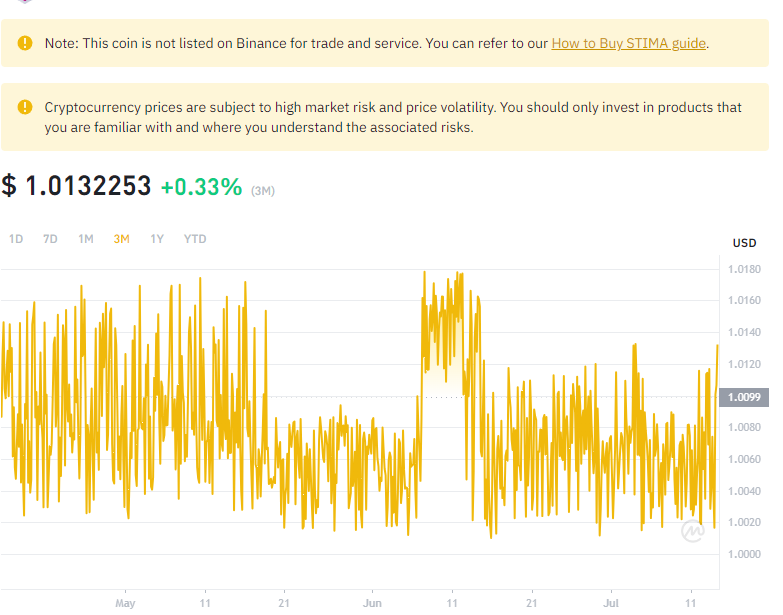 Note: This coin is not listed on Binance for trade and service. You can refer to our How to Buy STIMA guide.
Cryptocurrency prices are subject to high market risk and price volatility. You should only invest in products that
you are familiar with and where you understand the associated risks.
$ 1.0132253 +0.33% (3M)
1D 7D 1M 3M 1Y YTD
USD
1.0180
1.0160
1.0140
1.0120
1.0099
1.0080
1.0060
1.0040
1.0020
1.0000
May 11 21 Jun 11 21 Jul 11